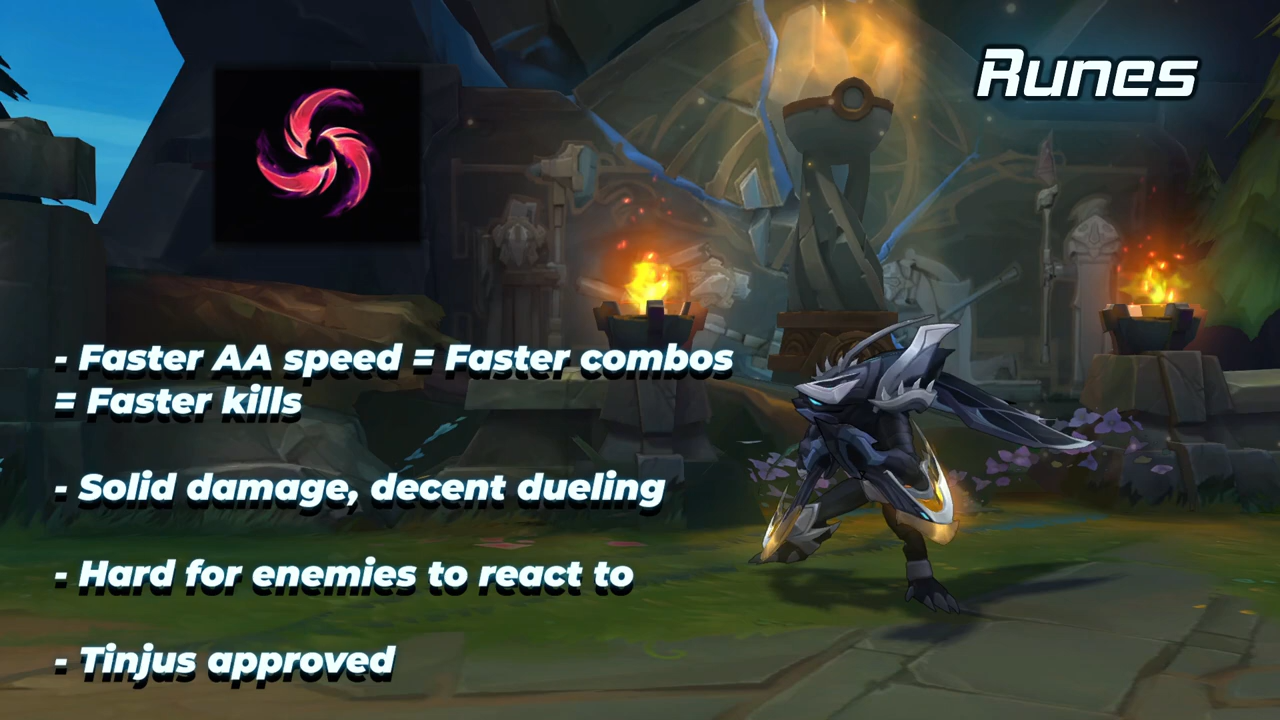 Runes
- Faster AA speed = Faster combos
= Faster kills
- Solid damage, decent dueling
- Hard for enemies to react to
- Tinjus approved